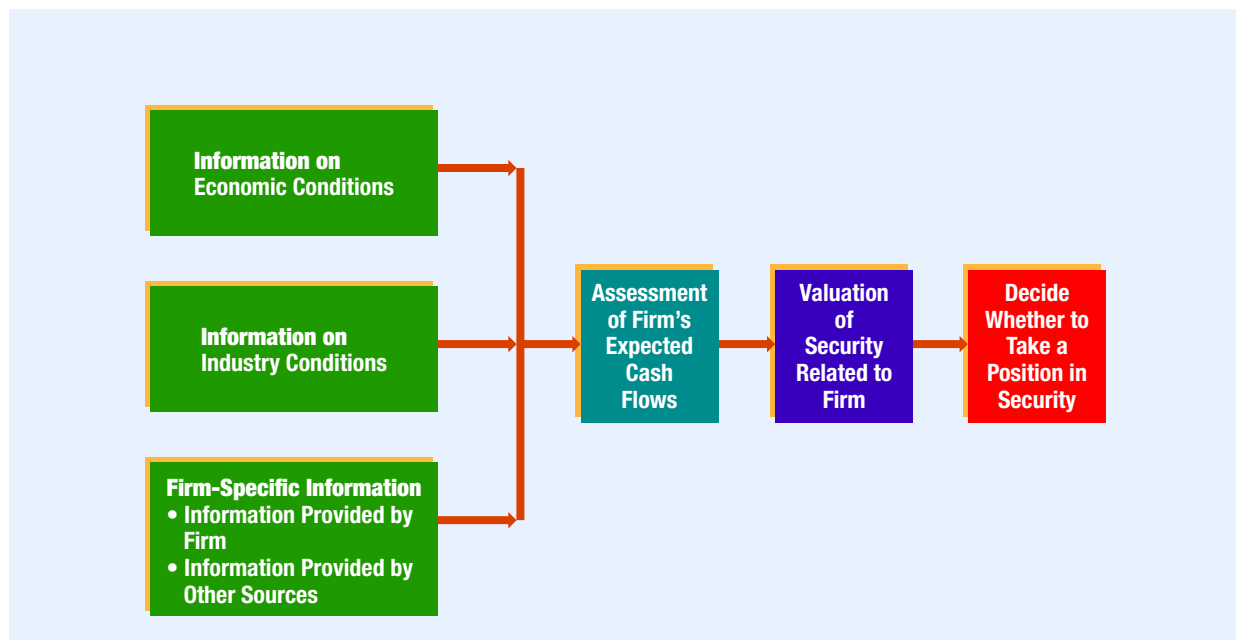 Information on
Economic Conditions
Information on
Industry Conditions
Firm-Specific Information
• Information Provided by
Firm
• Information Provided by
Other Sources
Assessment
of Firm’s
Expected
Cash
Flows
Valuation
of
Security
Related to
Firm
Decide
Whether to
Take a
Position in
Security